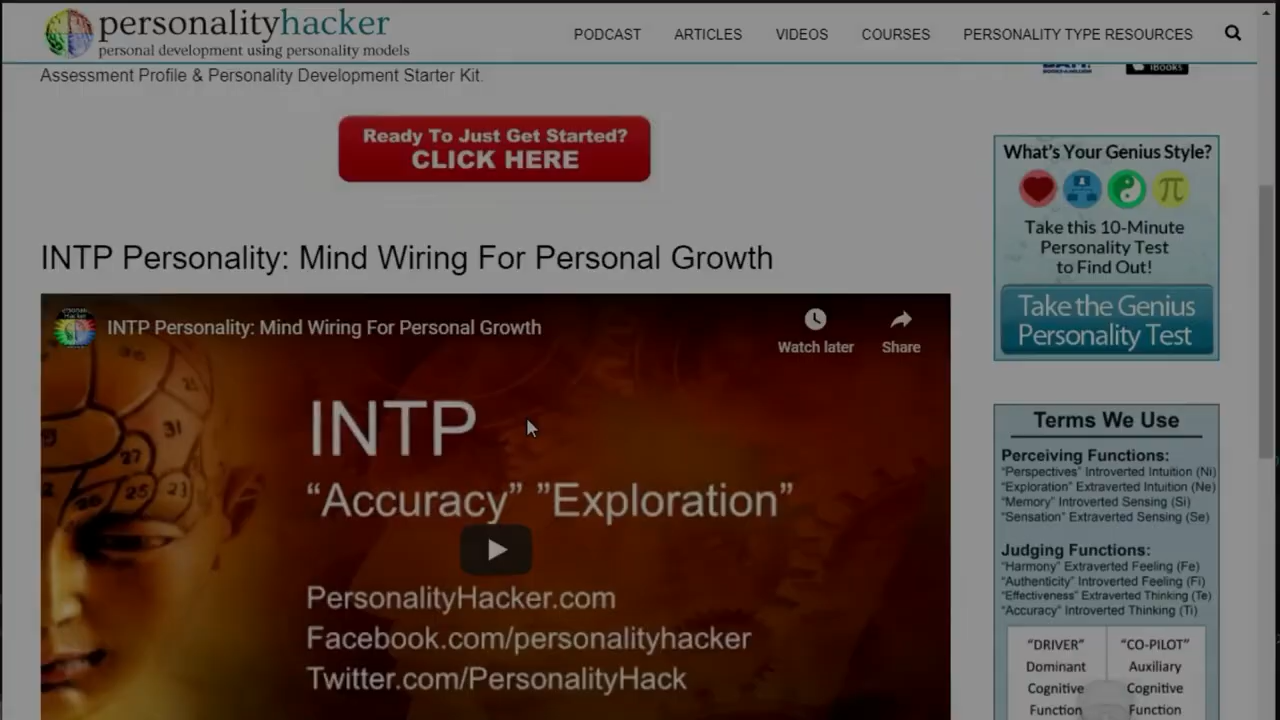 personalityhacker
personal development using personality models
PODCAST
ARTICLES
VIDEOS
COURSES
PERSONALITY TYPE RESOURCES
Assessment Profile & Personality Development Starter Kit.
iBooks
Ready To Just Get Started?
CLICK HERE
INTP Personality: Mind Wiring For Personal Growth
INTP Personality: Mind Wiring For Personal Growth
Watch later
Share
31
27
25
23
INTP
“Accuracy” ”Exploration”
PersonalityHacker.com
Facebook.com/personalityhacker
Twitter.com/PersonalityHack
What's Your Genius Style?
π
Take this 10-Minute
Personality Test
to Find Out!
Take the Genius
Personality Test
Terms We Use
Perceiving Functions:
“Perspectives” Introverted Intuition (Ni)
“Exploration” Extraverted Intuition (Ne)
“Memory” Introverted Sensing (Si)
“Sensation” Extraverted Sensing (Se)
Judging Functions:
“Harmony” Extraverted Feeling (Fe)
“Authenticity” Introverted Feeling (Fi)
“Effectiveness” Extraverted Thinking (Te)
“Accuracy” Introverted Thinking (Ti)
“DRIVER”
Dominant
Cognitive
Function
“CO-PILOT”
Auxiliary
Cognitive
Function